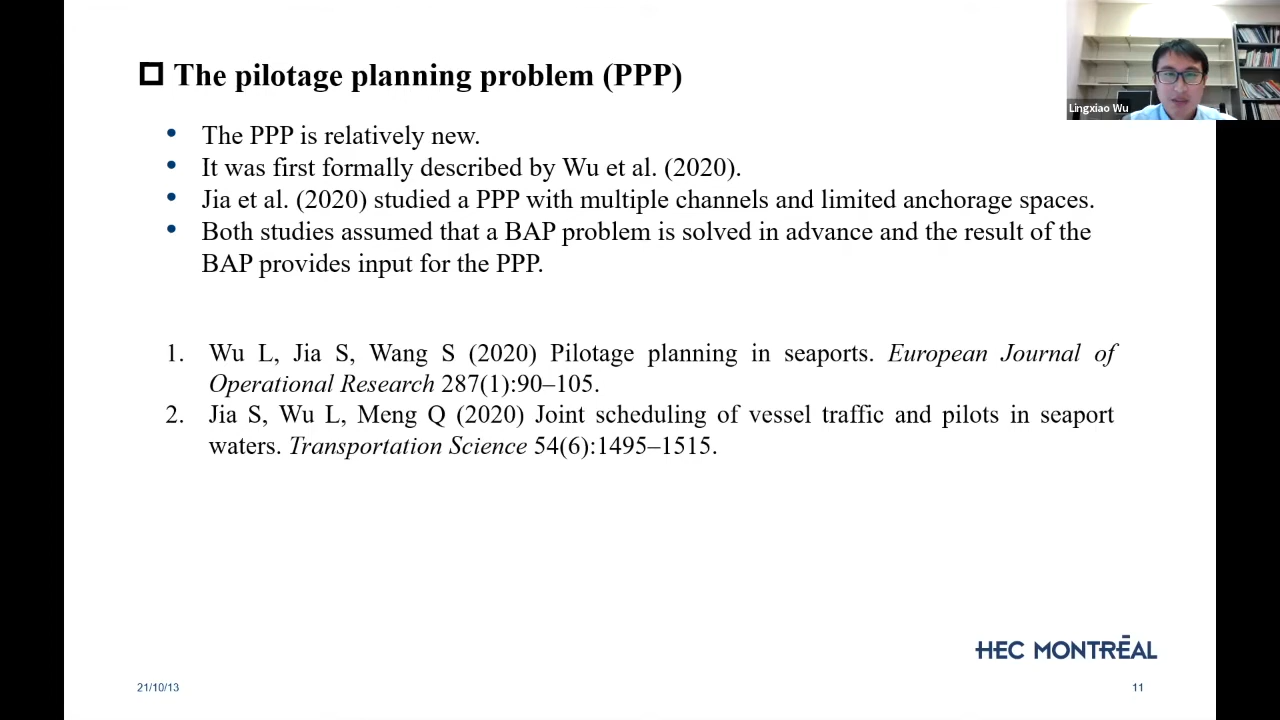 The pilotage planning problem (PPP)
Lingxiao Wu
• The PPP is relatively new.
• It was first formally described by Wu et al. (2020).
• Jia et al. (2020) studied a PPP with multiple channels and limited anchorage spaces.
• Both studies assumed that a BAP problem is solved in advance and the result of the
BAP provides input for the PPP.
1. Wu L, Jia S, Wang S (2020) Pilotage planning in seaports. European Journal of
Operational Research 287(1):90–105.
2. Jia S, Wu L, Meng Q (2020) Joint scheduling of vessel traffic and pilots in seaport
waters. Transportation Science 54(6):1495–1515.
HEC MONTRÉAL
21/10/13
11